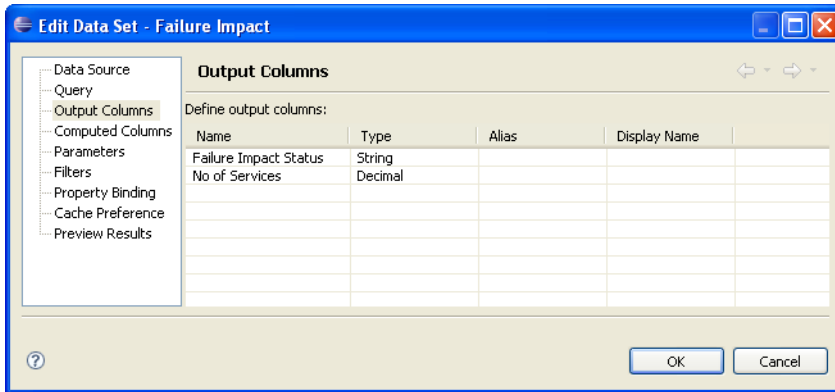 Edit Data Set - Failure Impact
Data Source
Query
Output Columns
Computed Columns
Parameters
Filters
Property Binding
Cache Preference
Preview Results
Output Columns
Define output columns:
Name Type Alias Display Name
Failure Impact Status String
No of Services Decimal
?
OK Cancel